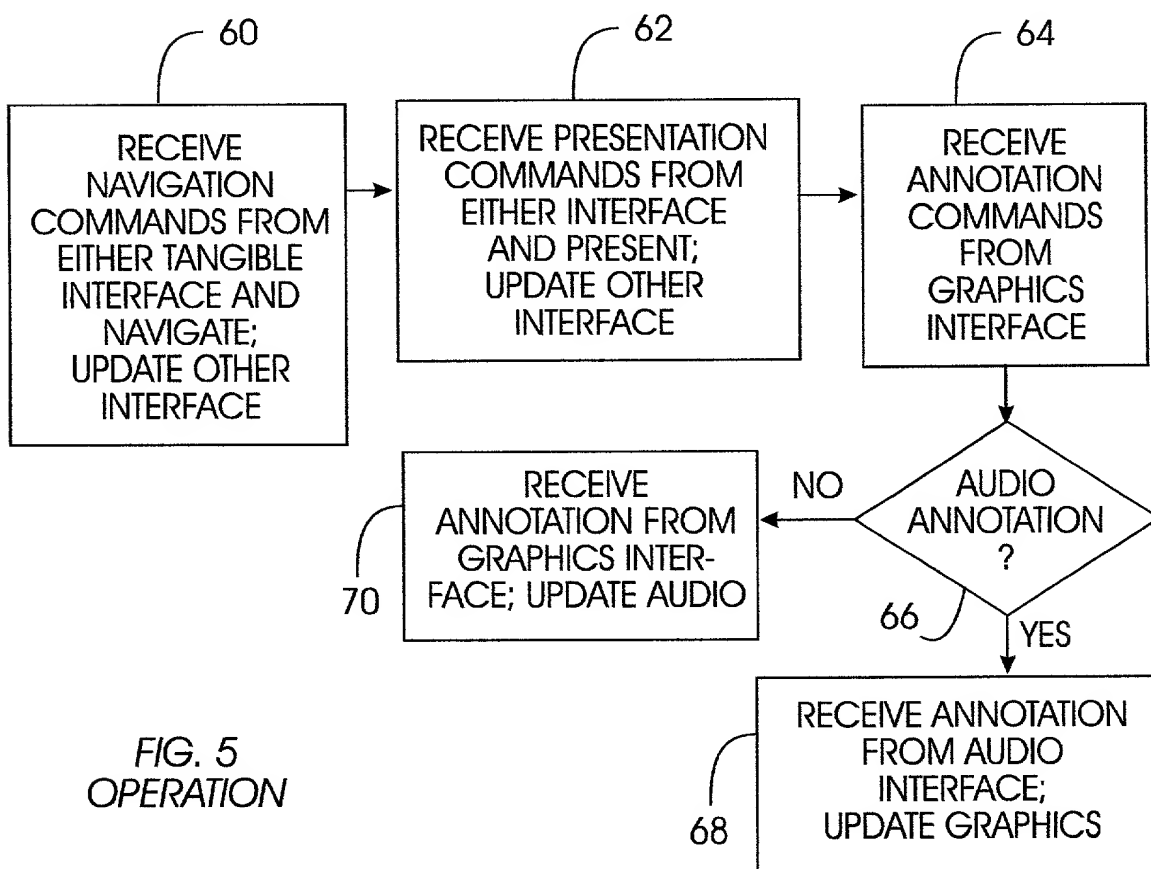 60
62
64
RECEIVE
NAVIGATION
COMMANDS FROM
EITHER TANGIBLE
INTERFACE AND
NAVIGATE;
UPDATE OTHER
INTERFACE
RECEIVE PRESENTATION
COMMANDS FROM
EITHER INTERFACE
AND PRESENT;
UPDATE OTHER
INTERFACE
RECEIVE
ANNOTATION
COMMANDS
FROM
GRAPHICS
INTERFACE
AUDIO
ANNOTATION
?
66
NO
YES
RECEIVE
ANNOTATION FROM
GRAPHICS INTER-
FACE; UPDATE AUDIO
70
RECEIVE ANNOTATION
FROM AUDIO
INTERFACE;
UPDATE GRAPHICS
68
FIG. 5
OPERATION